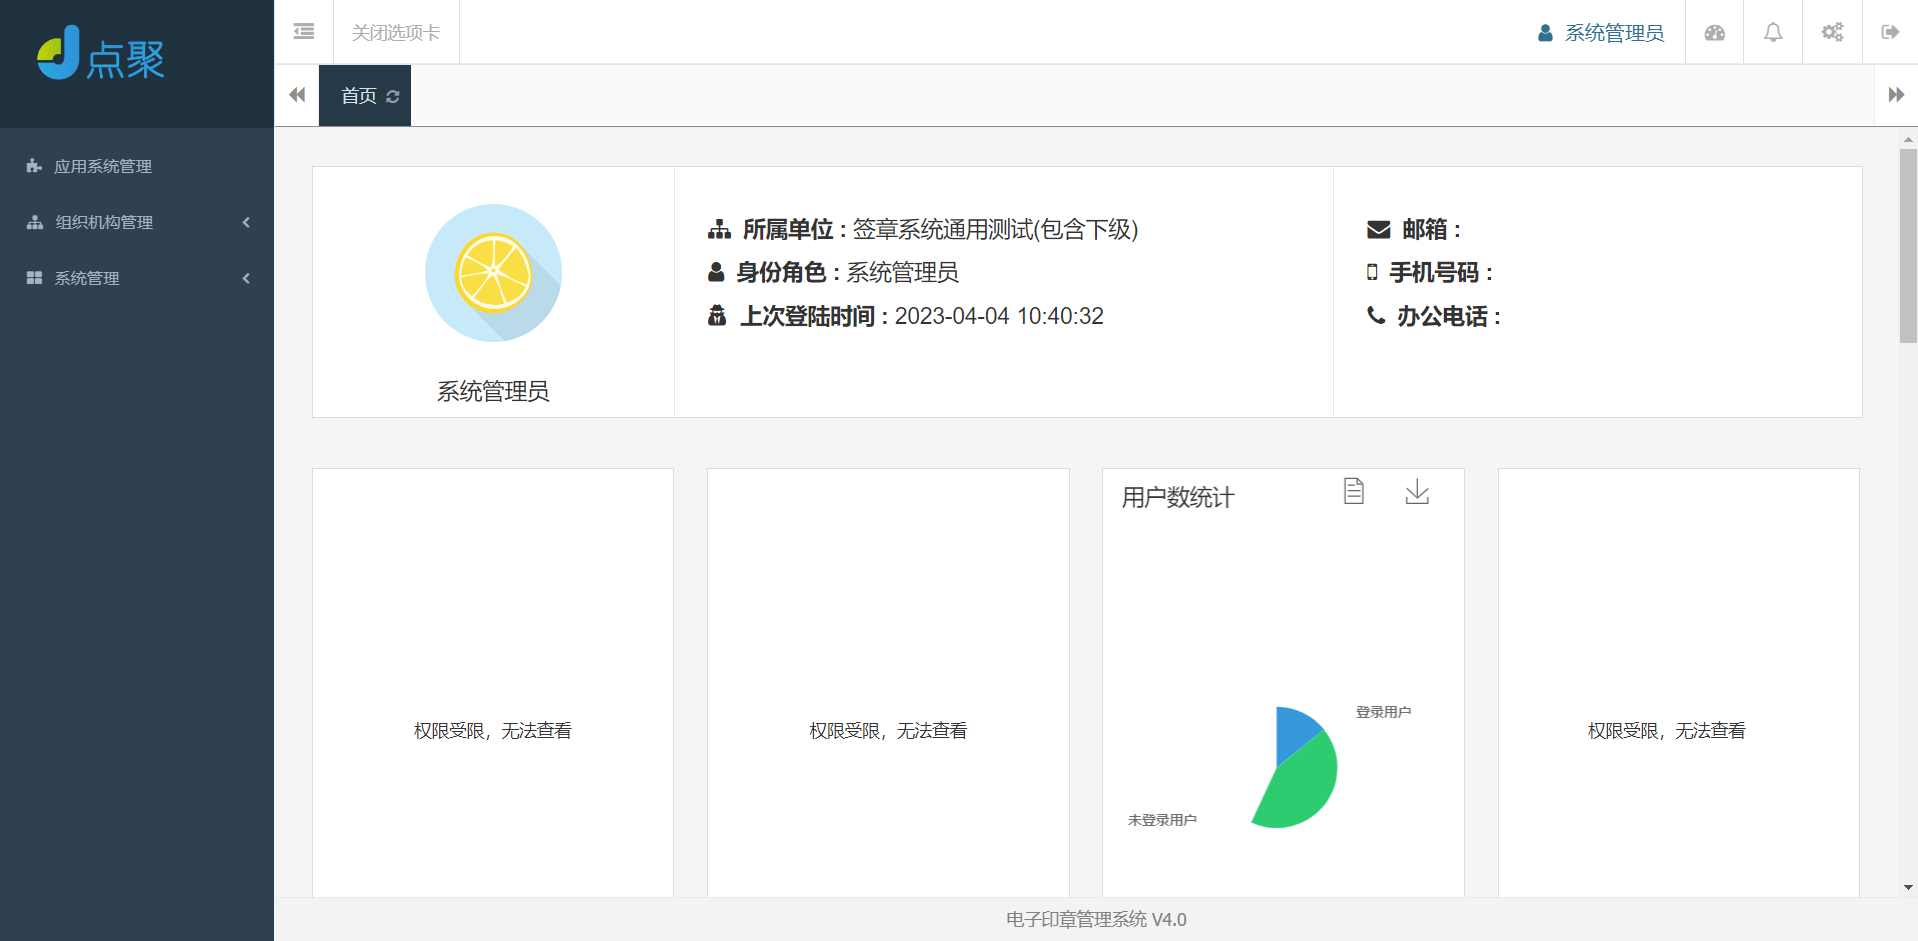 点聚
关闭选项卡
系统管理员
首页
应用系统管理
组织机构管理
系统管理
系统管理员
所属单位：签章系统通用测试(包含下级)
身份角色：系统管理员
上次登陆时间：2023-04-04 10:40:32
邮箱：
手机号码：
办公电话：
权限受限，无法查看
权限受限，无法查看
用户数统计
登录用户
未登录用户
权限受限，无法查看
电子印章管理系统 V4.0